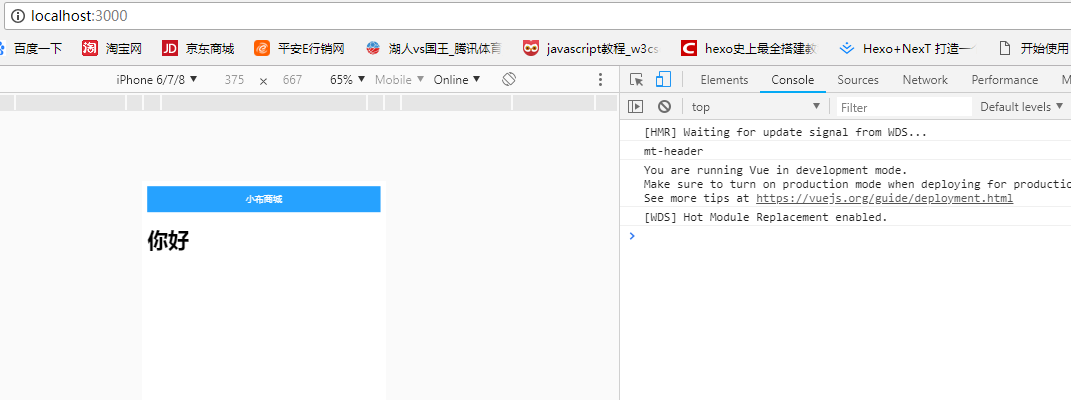 localhost:3000
百度一下 淘宝网 京东商城 平安E行销网 湖人vs国王_腾讯体育 javascript教程_w3cs hexo史上最全搭建教 Hexo+NexT 打造一个 开始使用
iPhone 6/7/8 ▼ 375 × 667 65% ▼ Mobile ▼ Online ▼
Elements Console Sources Network Performance M
top ▼ Filter Default levels ▼
小布商城
你好
[HMR] Waiting for update signal from WDS...
mt-header
You are running Vue in development mode.
Make sure to turn on production mode when deploying for productio
See more tips at https://vuejs.org/guide/deployment.html
[WDS] Hot Module Replacement enabled.
>